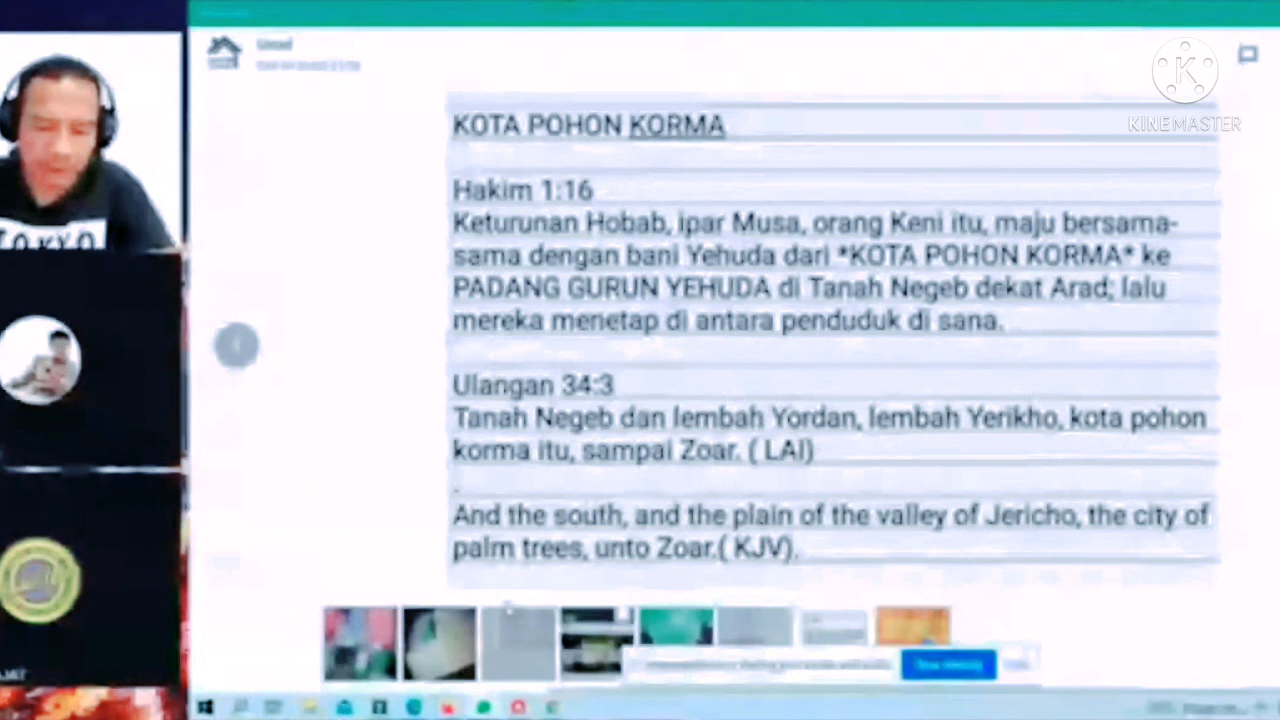 KOTA POHON KORMA
Hakim 1:16
Keturunan Hobab, ipar Musa, orang Keni itu, maju bersama-
sama dengan bani Yehuda dari *KOTA POHON KORMA* ke
PADANG GURUN YEHUDA di Tanah Negeb dekat Arad; lalu
mereka menetap di antara penduduk di sana.
Ulangan 34:3
Tanah Negeb dan lembah Yordan, lembah Yerikho, kota pohon
korma itu, sampai Zoar. ( LAI)
.
And the south, and the plain of the valley of Jericho, the city of
palm trees, unto Zoar.( KJV).
K
KINEMASTER
TOKYO